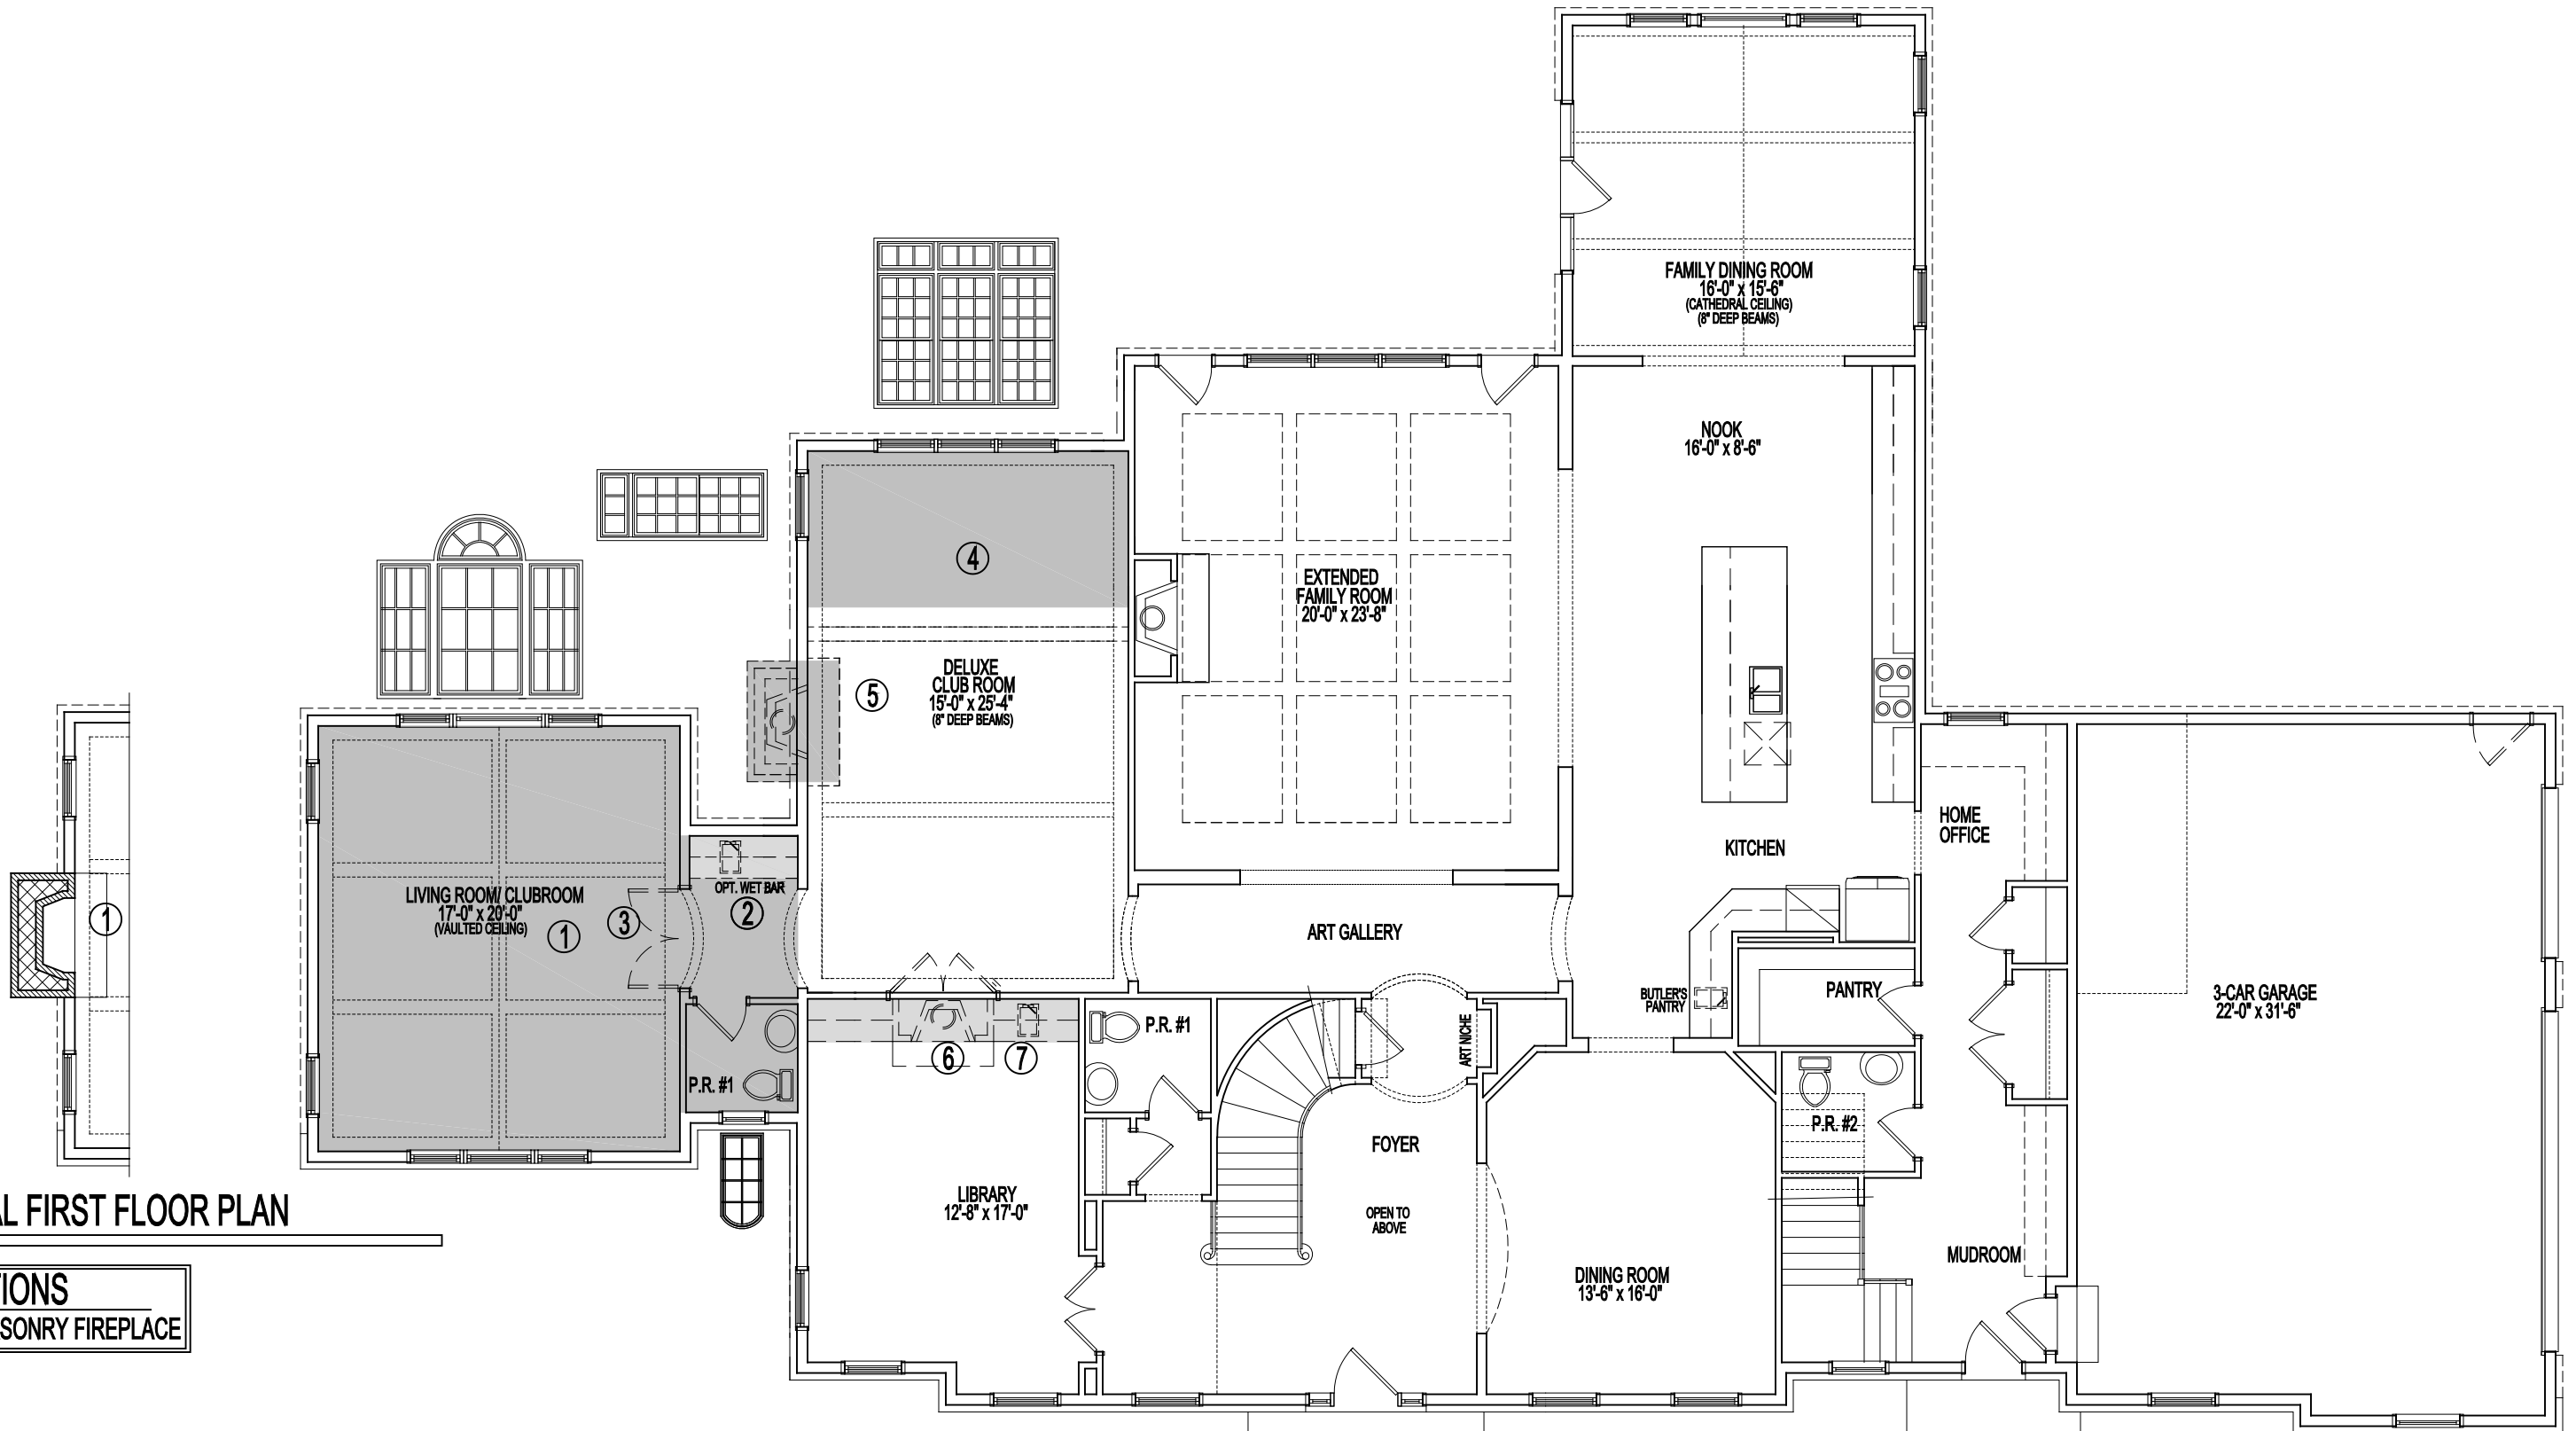 FAMILY DINING ROOM
16'-0" x 15'-6"
(CATHEDRAL CEILING)
(8" DEEP BEAMS)
NOOK
16'-0" x 8'-6"
4
EXTENDED
FAMILY ROOM
20'-0" x 23'-8"
5
DELUXE
CLUB ROOM
15'-0" x 25'-4"
(8" DEEP BEAMS)
HOME
OFFICE
KITCHEN
1
LIVING ROOM/ CLUBROOM
17'-0" x 20'-0"
(VAULTED CEILING)
1
3
OPT. WET BAR
2
ART GALLERY
BUTLER'S
PANTRY
PANTRY
3-CAR GARAGE
22'-0" x 31'-6"
6
7
P.R. #1
ART NICHE
P.R. #1
P.R. #2
FOYER
OPEN TO
ABOVE
LIBRARY
12'-8" x 17'-0"
MUDROOM
DINING ROOM
13'-6" x 16'-0"
AL FIRST FLOOR PLAN
TIONS
SONRY FIREPLACE